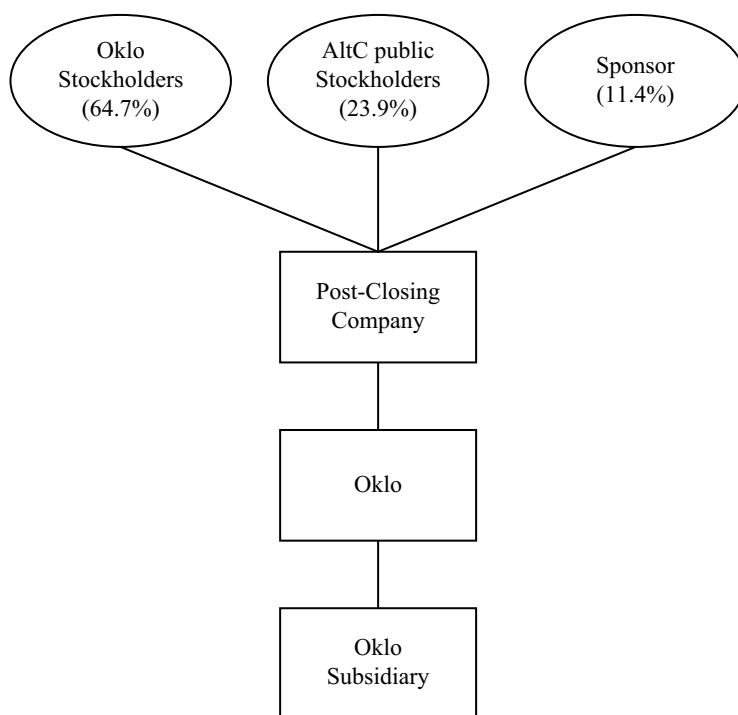 Oklo
Stockholders
(64.7%)
AltC public
Stockholders
(23.9%)
Sponsor
(11.4%)
Post-Closing
Company
Oklo
Oklo
Subsidiary